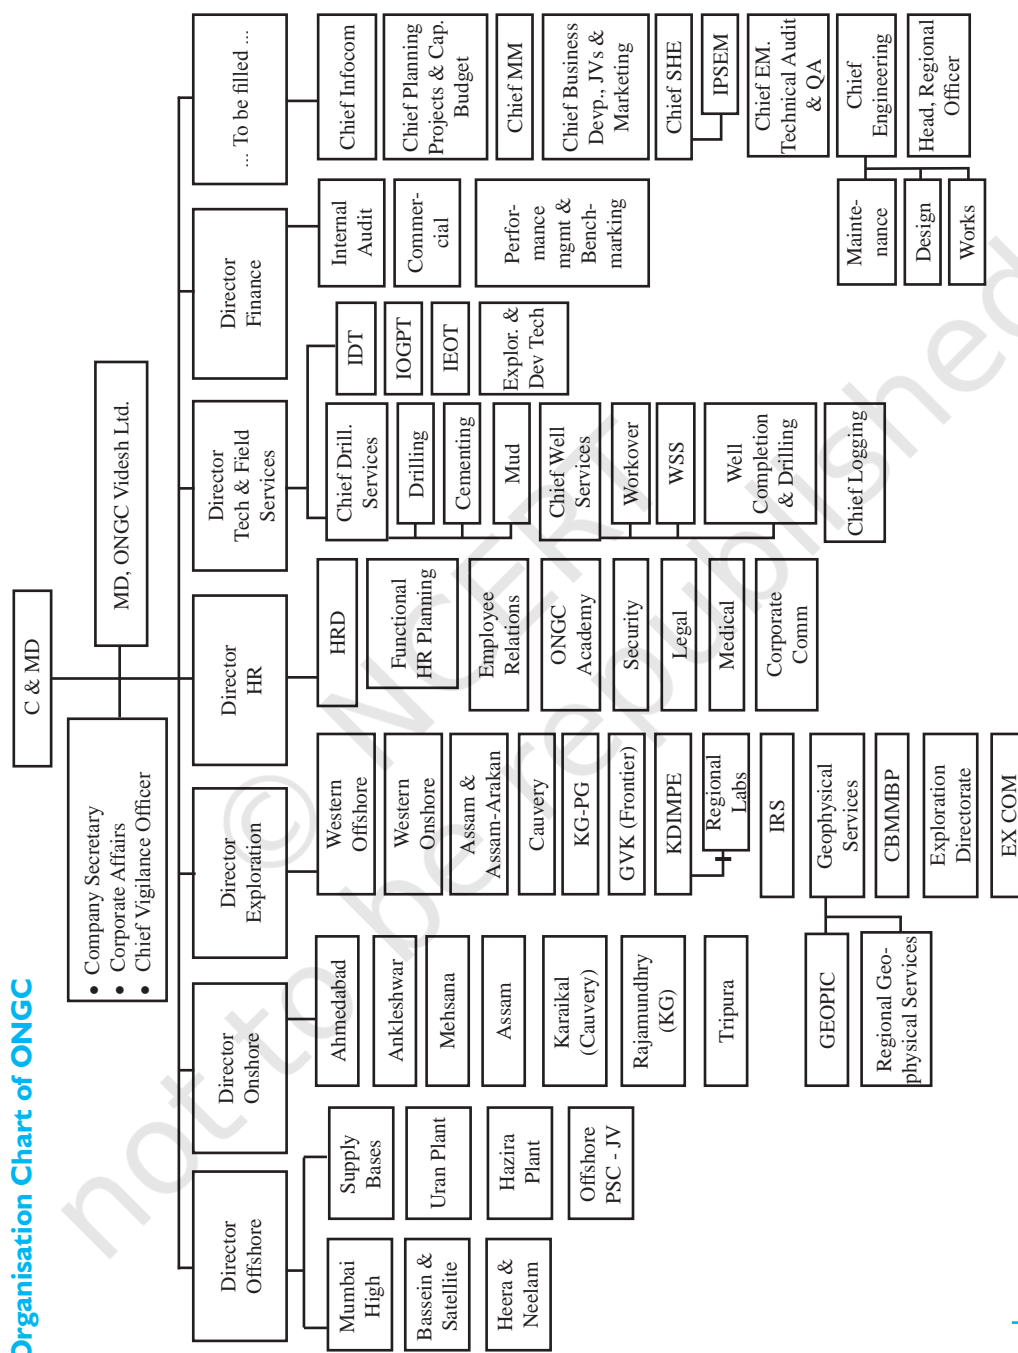 Organisation Chart of ONGC
C & MD
• Company Secretary
• Corporate Affairs
• Chief Vigilance Officer
MD, ONGC Videsh Ltd.
Director
Offshore
Director
Onshore
Director
Exploration
Director
HR
Director
Tech & Field
Services
Director
Finance
... To be filled ...
Mumbai
High
Bassein &
Satellite
Heera &
Neelam
Supply
Bases
Uran Plant
Hazira
Plant
Offshore
PSC - JV
Ahmedabad
Ankleshwar
Mehsana
Assam
Karaikal
(Cauvery)
Rajamundhry
(KG)
Tripura
Western
Offshore
Western
Onshore
Assam &
Assam-Arakan
Cauvery
KG-PG
GVK (Frontier)
KDIMPE
Regional
Labs
IRS
Geophysical
Services
GEOPIC
Regional Geo-
physical Services
CBMMBP
Exploration
Directorate
EX COM
HRD
Functional
HR Planning
Employee
Relations
ONGC
Academy
Security
Legal
Medical
Corporate
Comm
Chief Drill.
Services
Drilling
Cementing
Mud
Chief Well
Services
Workover
WSS
Well
Completion
& Drilling
Chief Logging
IDT
IOGPT
IEOT
Explor. &
Dev Tech
Internal
Audit
Commer-
cial
Perfor-
mance
mgmt &
Bench-
marking
Chief Infocom
Chief Planning
Projects & Cap.
Budget
Chief MM
Chief Business
Devp., JVs &
Marketing
Chief SHE
IPSEM
Chief EM.
Technical Audit
& QA
Chief
Engineering
Mainte-
nance
Design
Works
Head, Regional
Officer
© NCERT
not to be republished